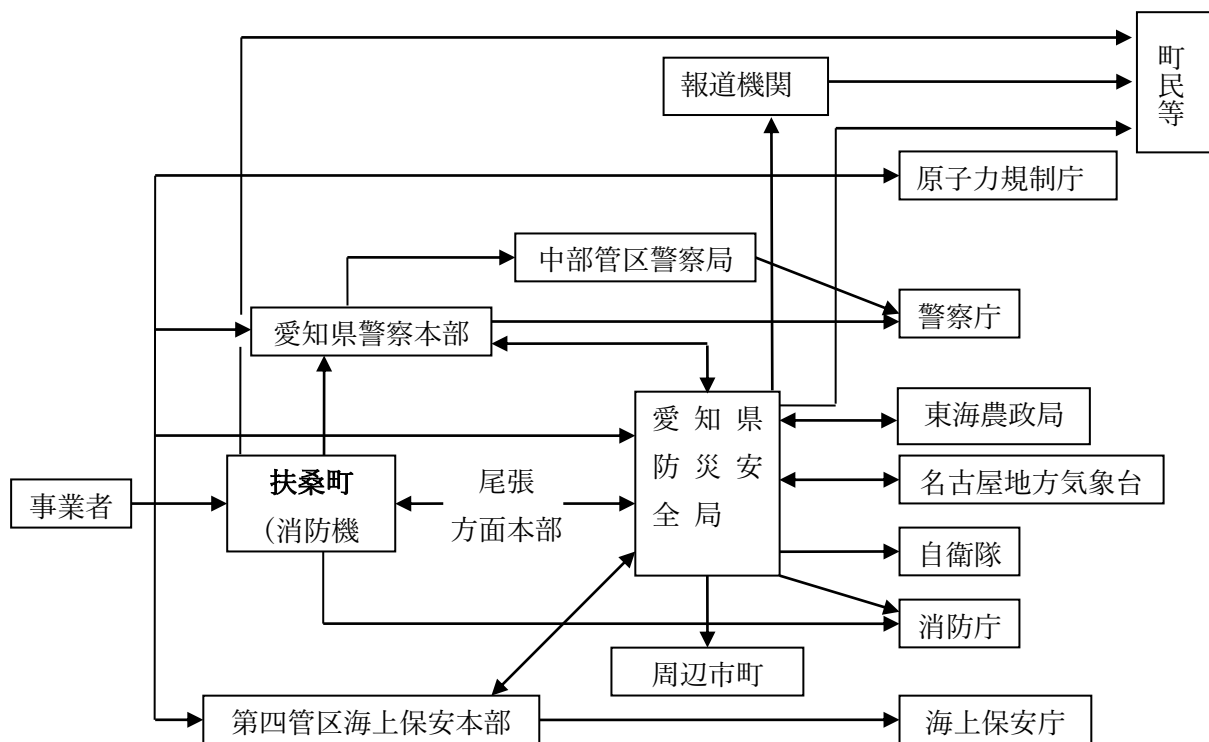 町民等
報道機関
原子力規制庁
中部管区警察局
警察庁
愛知県警察本部
愛知県
防災安
全局
東海農政局
扶桑町
(消防機
尾張
方面本部
名古屋地方気象台
事業者
自衛隊
消防庁
周辺市町
第四管区海上保安本部
海上保安庁